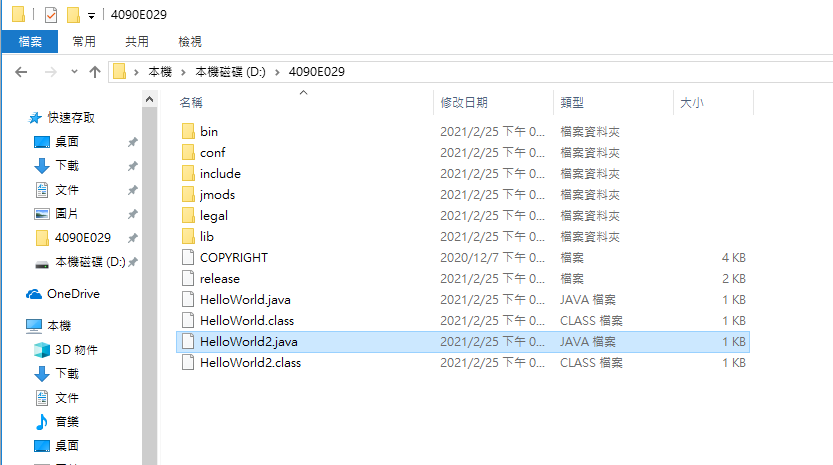 4090E029
檔案 常用 共用 檢視
本機 本機磁碟 (D:) 4090E029
名稱 修改日期 類型 大小
快速存取
桌面
下載
文件
圖片
4090E029
本機磁碟 (D:)
OneDrive
本機
3D 物件
下載
文件
音樂
桌面
bin 2021/2/25 下午 0... 檔案資料夾
conf 2021/2/25 下午 0... 檔案資料夾
include 2021/2/25 下午 0... 檔案資料夾
jmods 2021/2/25 下午 0... 檔案資料夾
legal 2021/2/25 下午 0... 檔案資料夾
lib 2021/2/25 下午 0... 檔案資料夾
COPYRIGHT 2020/12/7 下午 0... 檔案 4 KB
release 2021/2/25 下午 0... 檔案 2 KB
HelloWorld.java 2021/2/25 下午 0... JAVA 檔案 1 KB
HelloWorld.class 2021/2/25 下午 0... CLASS 檔案 1 KB
HelloWorld2.java 2021/2/25 下午 0... JAVA 檔案 1 KB
HelloWorld2.class 2021/2/25 下午 0... CLASS 檔案 1 KB